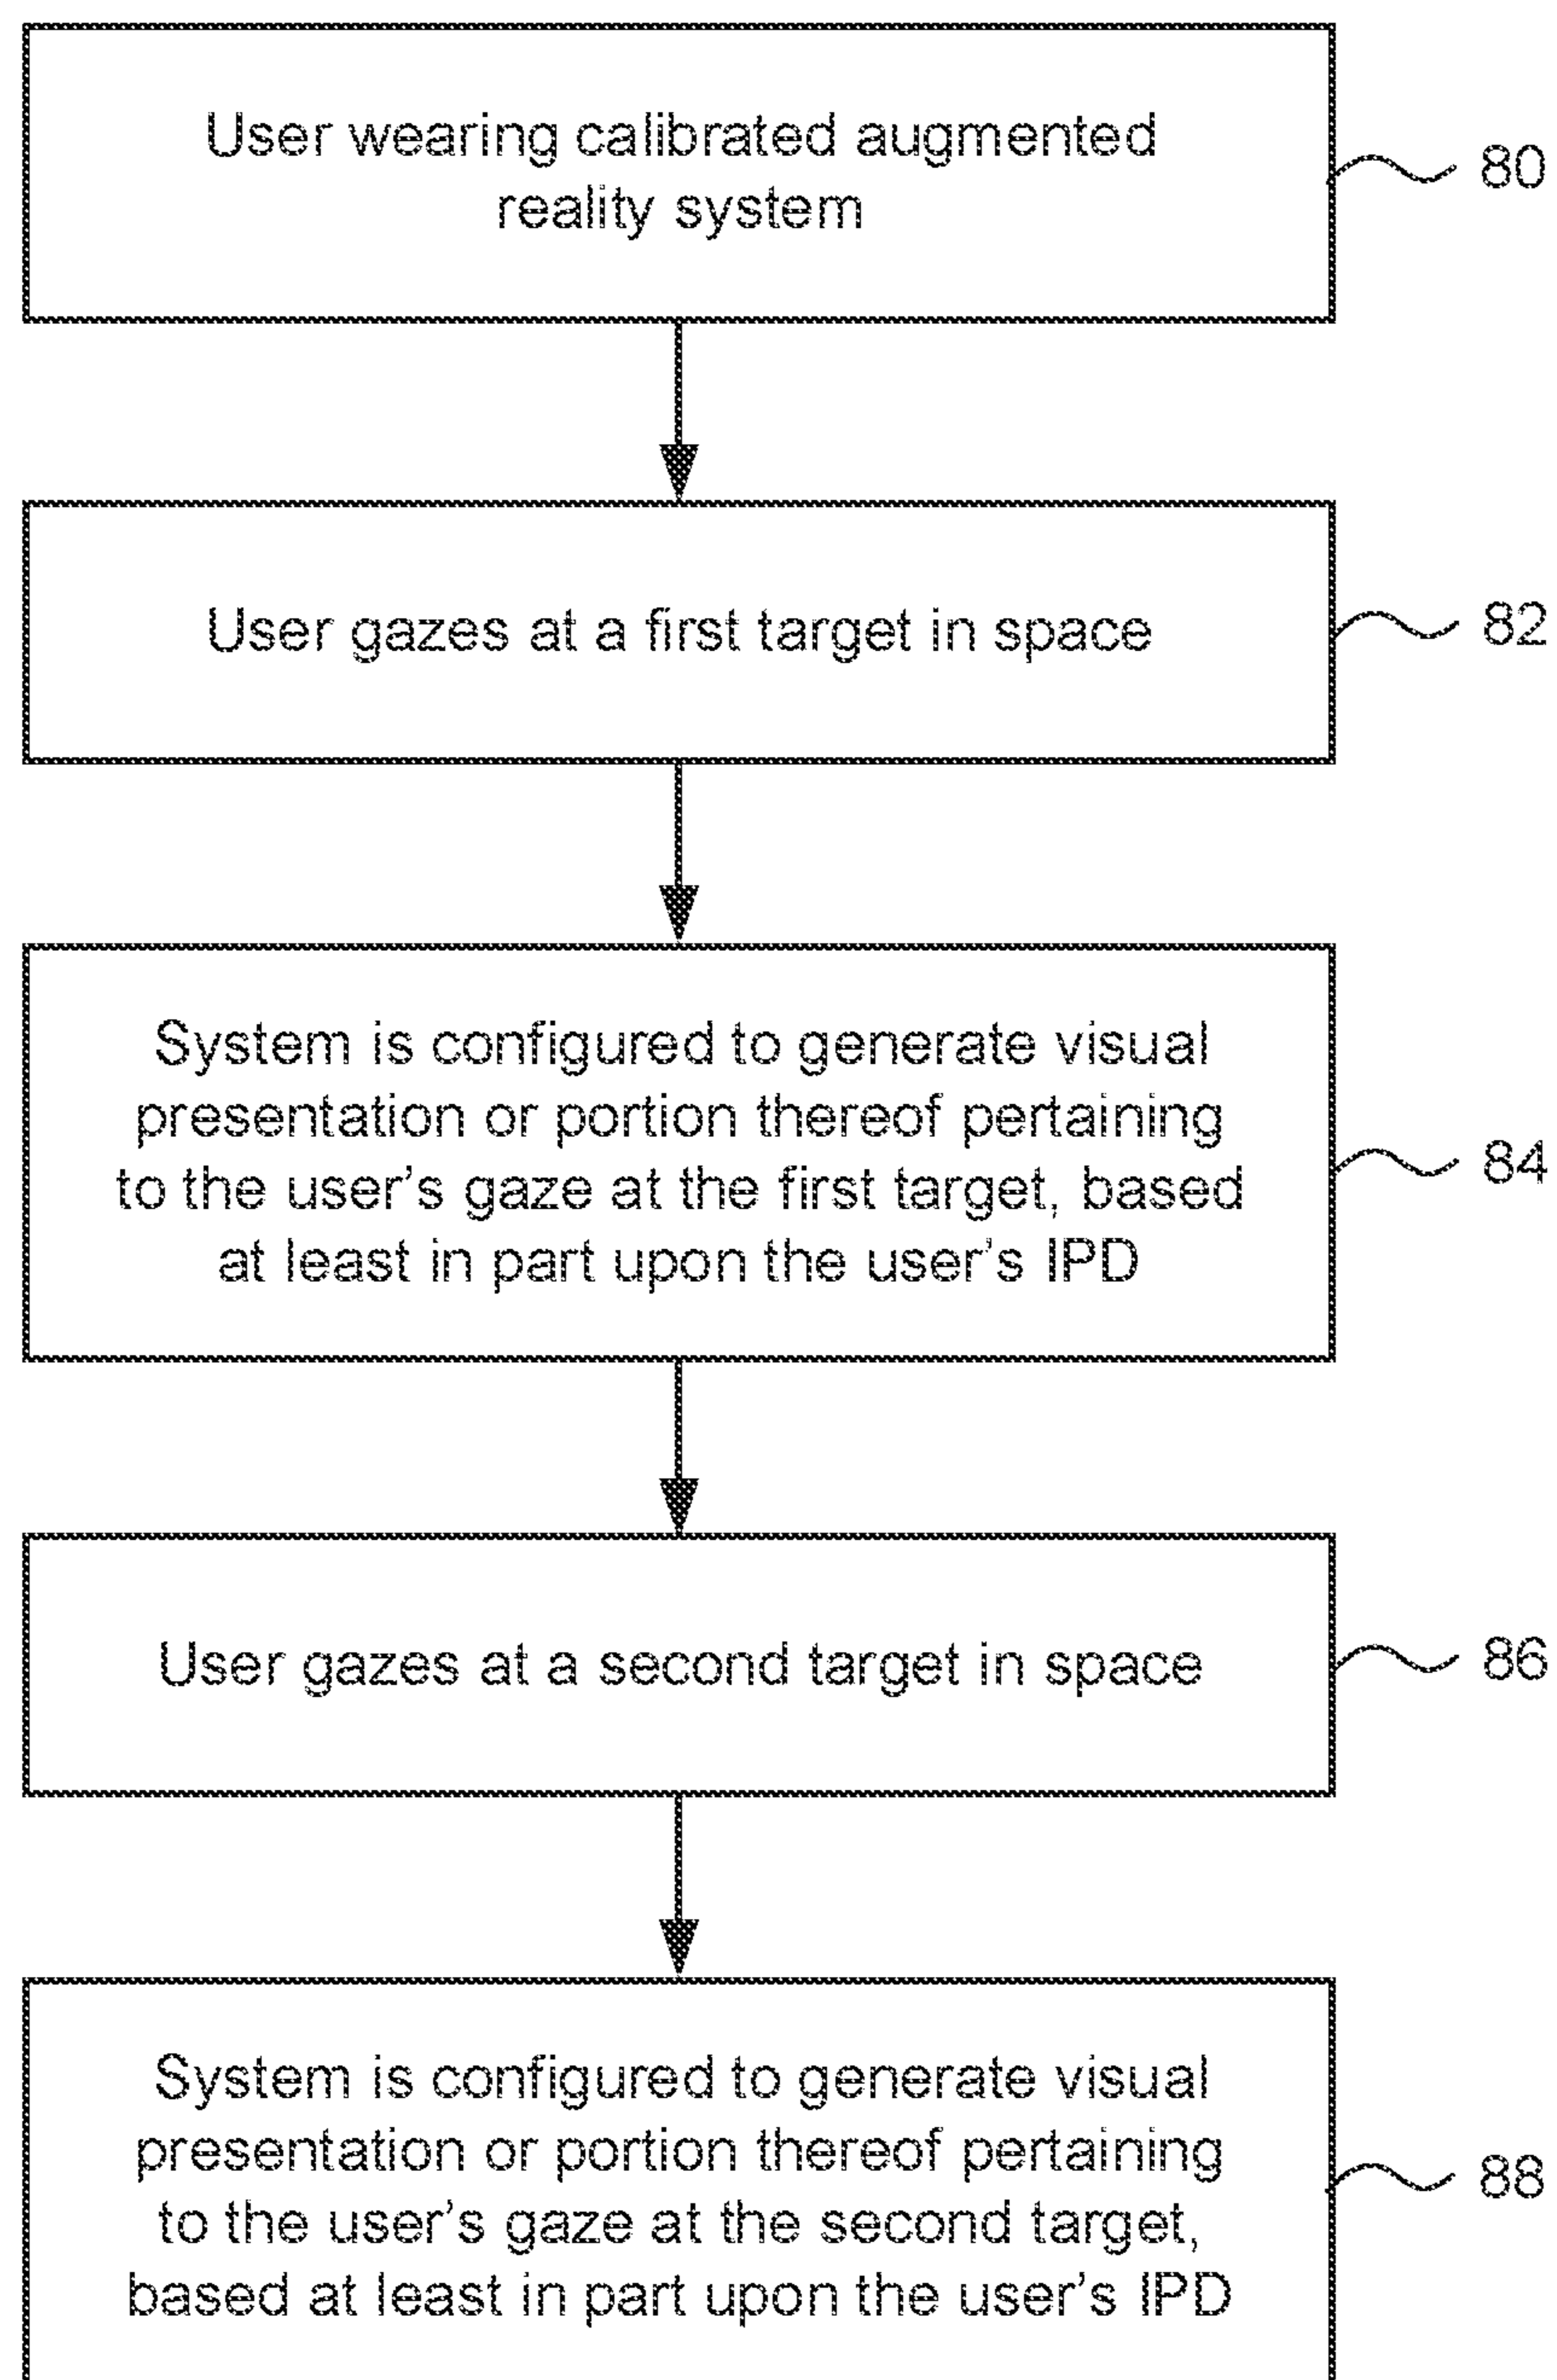 User wearing calibrated augmented
reality system
80
User gazes at a first target in space
82
System is configured to generate visual
presentation or portion thereof pertaining
to the user's gaze at the first target, based
at least in part upon the user's IPD
84
User gazes at a second target in space
86
System is configured to generate visual
presentation or portion thereof pertaining
to the user's gaze at the second target,
based at least in part upon the user's IPD
88